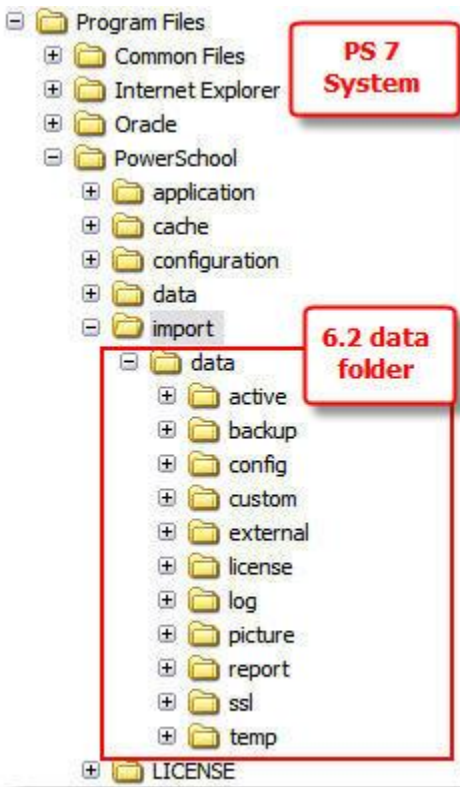 Program Files
Common Files
Internet Explorer
Oracle
PowerSchool
application
cache
configuration
data
import
data
active
backup
config
custom
external
license
log
picture
report
ssl
temp
LICENSE
PS 7
System
6.2 data
folder